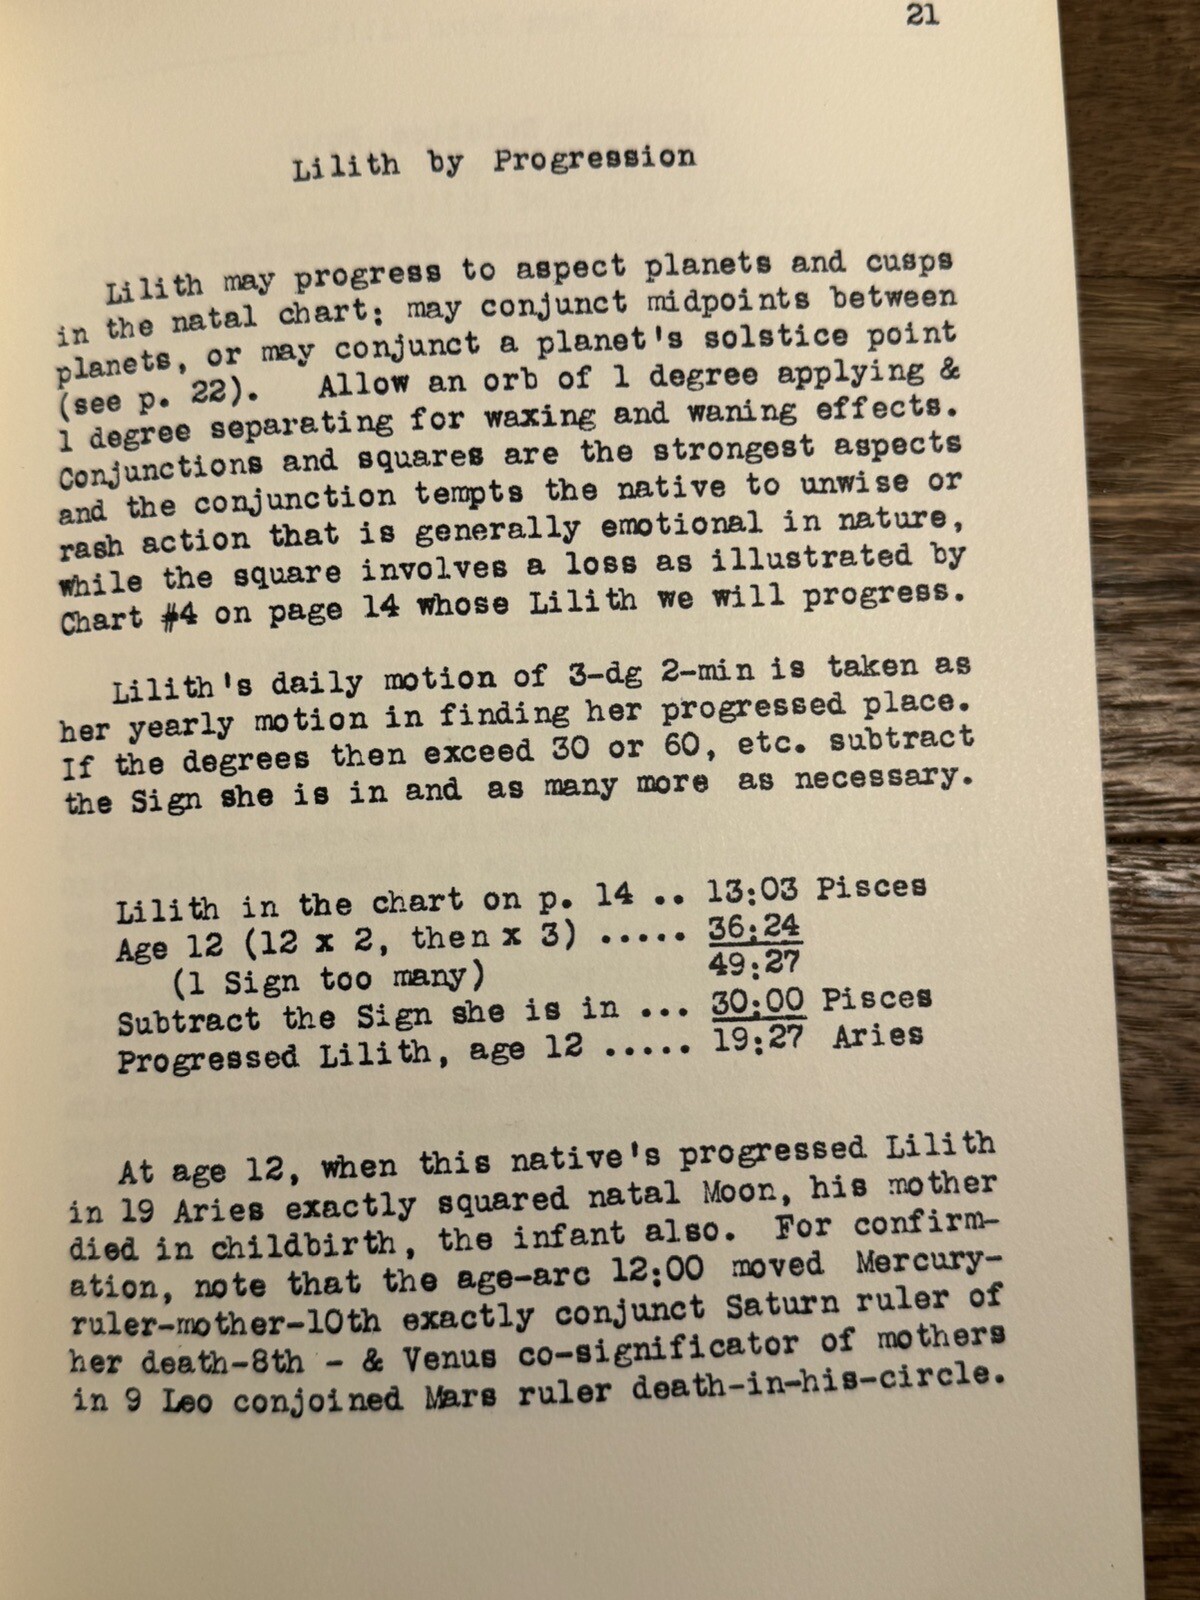 21
Lilith by Progression
Lilith may progress to aspect planets and cusps
in the natal chart; may conjunct midpoints between
planets, or may conjunct a planet's solstice point
(see p. 22). Allow an orb of 1 degree applying &
1 degree separating for waxing and waning effects.
Conjunctions and squares are the strongest aspects
and the conjunction tempts the native to unwise or
rash action that is generally emotional in nature,
while the square involves a loss as illustrated by
Chart #4 on page 14 whose Lilith we will progress.
Lilith's daily motion of 3-dg 2-min is taken as
her yearly motion in finding her progressed place.
If the degrees then exceed 30 or 60, etc. subtract
the Sign she is in and as many more as necessary.
Lilith in the chart on p. 14 .. 13:03 Pisces
Age 12 (12 x 2, then x 3) ..... 36:24
(1 Sign too many) 49:27
Subtract the Sign she is in ... 30:00 Pisces
Progressed Lilith, age 12 ..... 19:27 Aries
At age 12, when this native's progressed Lilith
in 19 Aries exactly squared natal Moon, his mother
died in childbirth, the infant also. For confirm-
ation, note that the age-arc 12:00 moved Mercury-
ruler-mother-10th exactly conjunct Saturn ruler of
her death-8th - & Venus co-significator of mothers
in 9 Leo conjoined Mars ruler death-in-his-circle.